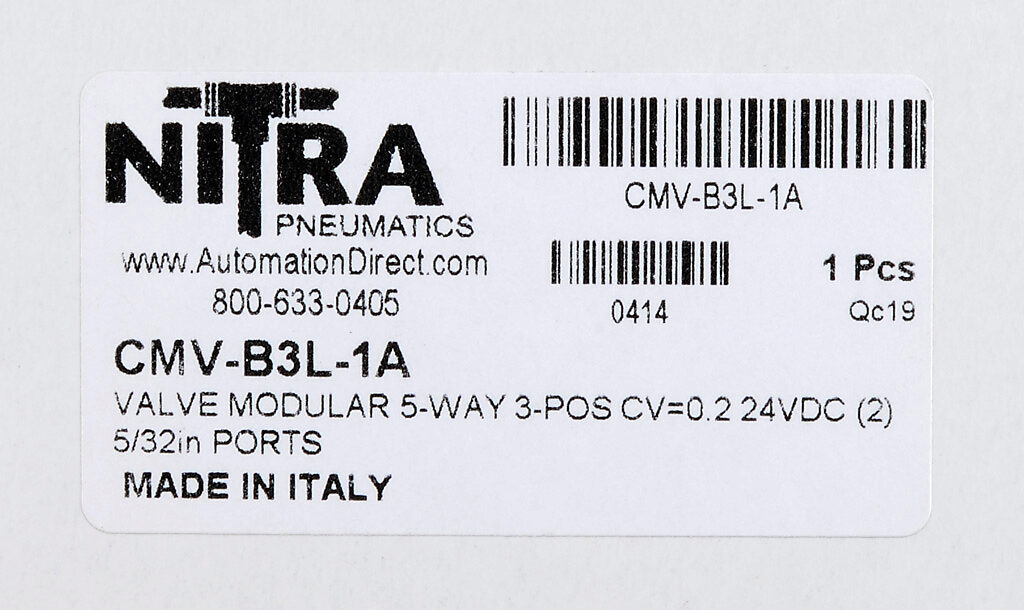 NITRA
PNEUMATICS
www.AutomationDirect.com
800-633-0405
CMV-B3L-1A
0414
1 Pcs
Qc19
CMV-B3L-1A
VALVE MODULAR 5-WAY 3-POS CV=0.2 24VDC (2)
5/32in PORTS
MADE IN ITALY